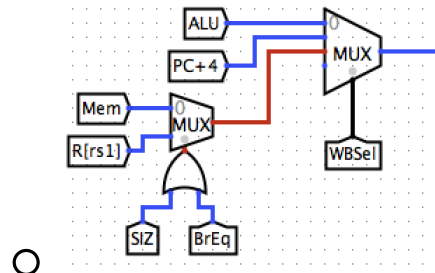 ALU
0
PC+4
MUX
Mem
0
MUX
R[rs1]
WBSel
SIZ
BrEq